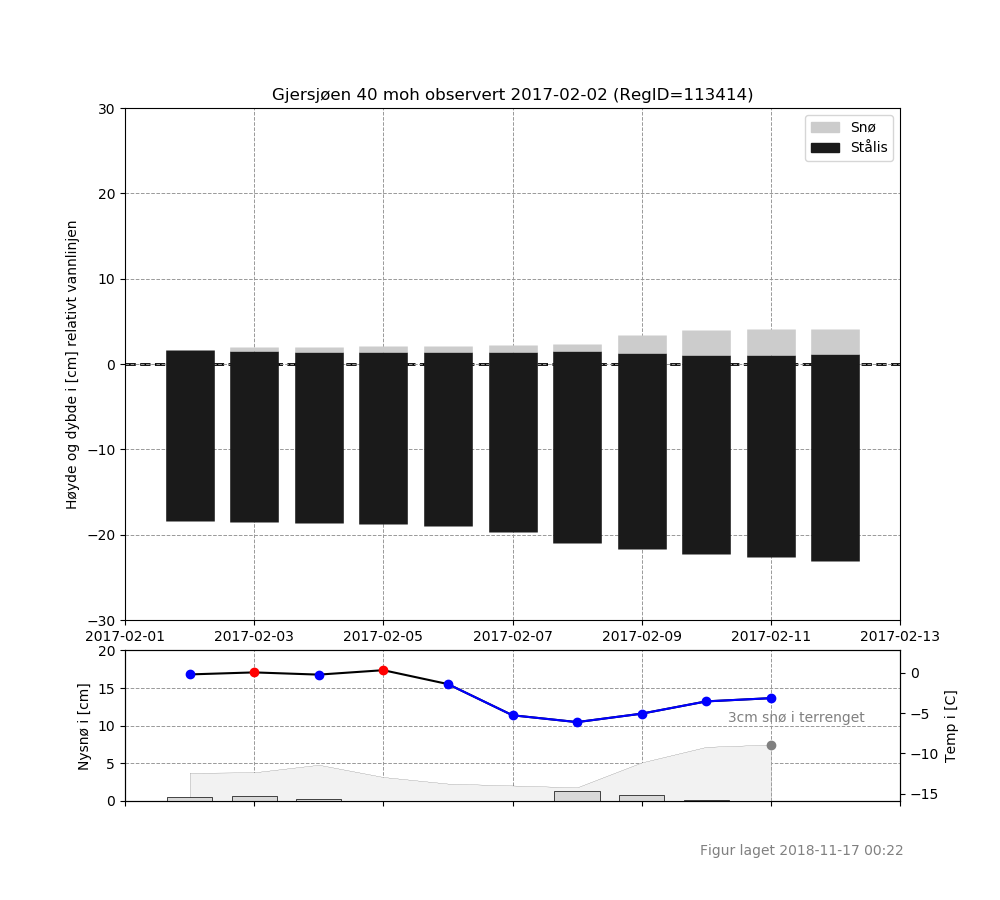 Gjersjøen 40 moh observert 2017-02-02 (RegID=113414)
Snø
Stålis
Høyde og dybde i [cm] relativt vannlinjen
30
20
10
0
−10
−20
−30
2017-02-01 2017-02-03 2017-02-05 2017-02-07 2017-02-09 2017-02-11 2017-02-13
Nysnø i [cm]
20
15
10
5
0
3cm snø i terrenget
0
−5
−10
−15
Temp i [C]
Figur laget 2018-11-17 00:22